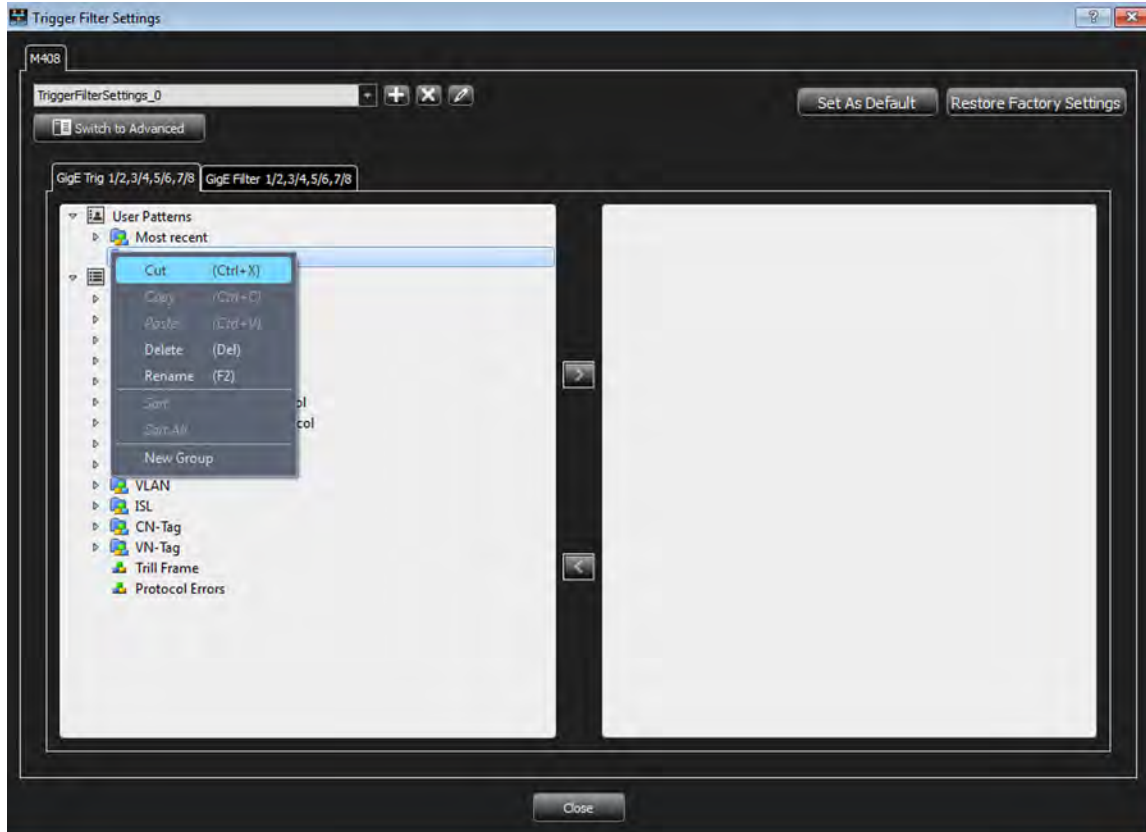 Trigger Filter Settings
M408
TriggerFilterSettings_0
Set As Default
Restore Factory Settings
Switch to Advanced
GigE Trig 1/2,3/4,5/6,7/8
GigE Filter 1/2,3/4,5/6,7/8
User Patterns
Most recent
Cut (Ctrl+X)
Copy (Ctrl+C)
Paste (Ctrl+V)
Delete (Del)
Rename (F2)
Sort
ol
Sort All
col
New Group
VLAN
ISL
CN-Tag
VN-Tag
Trill Frame
Protocol Errors
>
<
Close